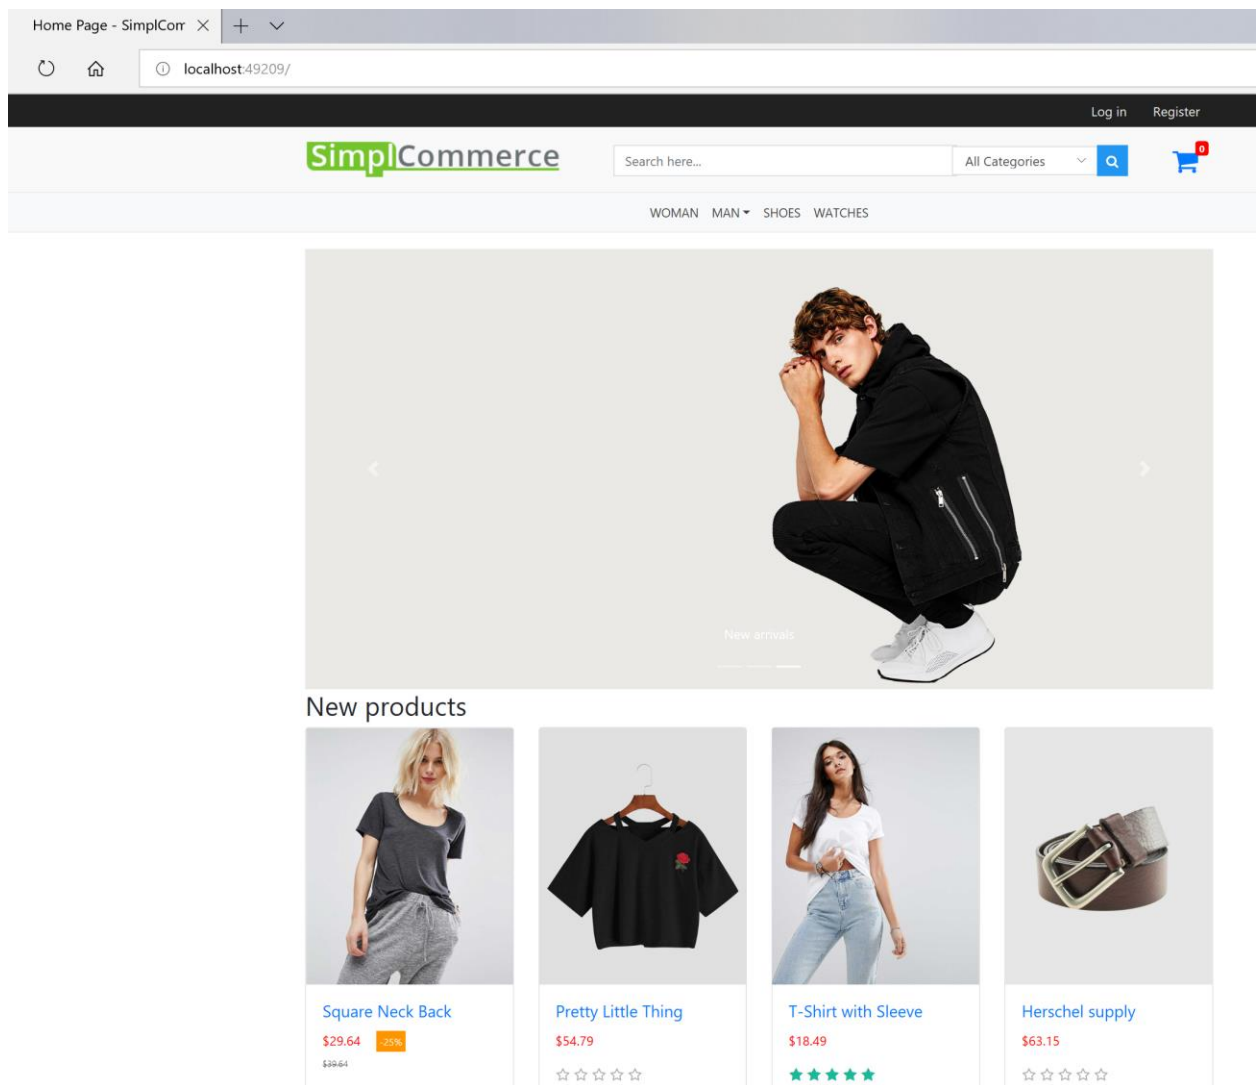 Home Page - SimplCorr
localhost:49209/
Log in Register
SimplCommerce
Search here...
All Categories
0
WOMAN MAN SHOES WATCHES
New arrivals
New products
Square Neck Back
$29.64 -25%
$39.64
Pretty Little Thing
$54.79
T-Shirt with Sleeve
$18.49
Herschel supply
$63.15